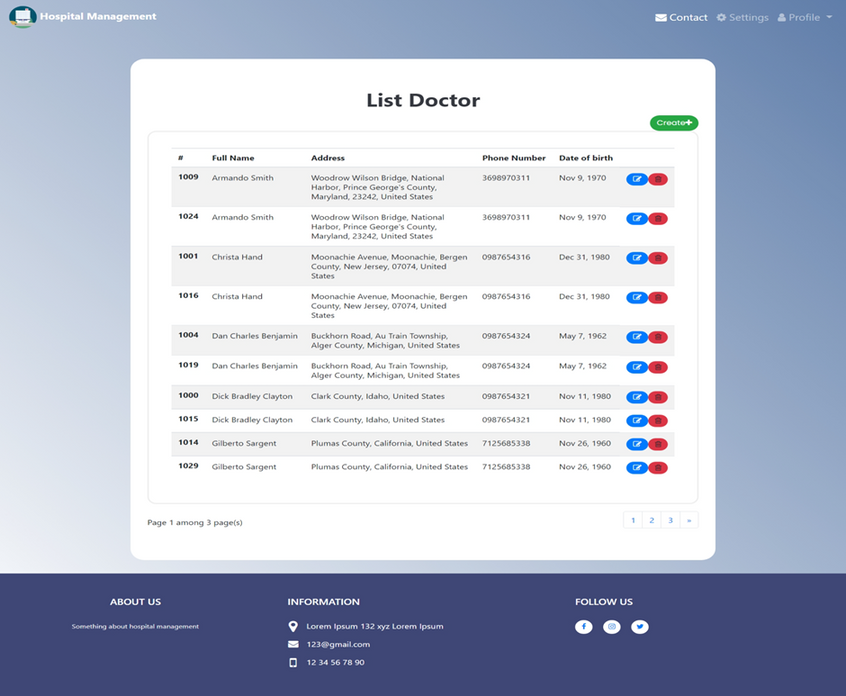 Hospital Management
Contact Settings Profile
List Doctor
Create+
# Full Name Address Phone Number Date of birth
1009 Armando Smith Woodrow Wilson Bridge, National 3698970311 Nov 9, 1970
Harbor, Prince George's County,
Maryland, 23242, United States
1024 Armando Smith Woodrow Wilson Bridge, National 3698970311 Nov 9, 1970
Harbor, Prince George's County,
Maryland, 23242, United States
1001 Christa Hand Moonachie Avenue, Moonachie, Bergen 0987654316 Dec 31, 1980
County, New Jersey, 07074, United
States
1016 Christa Hand Moonachie Avenue, Moonachie, Bergen 0987654316 Dec 31, 1980
County, New Jersey, 07074, United
States
1004 Dan Charles Benjamin Buckhorn Road, Au Train Township, 0987654324 May 7, 1962
Alger County, Michigan, United States
1019 Dan Charles Benjamin Buckhorn Road, Au Train Township, 0987654324 May 7, 1962
Alger County, Michigan, United States
1000 Dick Bradley Clayton Clark County, Idaho, United States 0987654321 Nov 11, 1980
1015 Dick Bradley Clayton Clark County, Idaho, United States 0987654321 Nov 11, 1980
1014 Gilberto Sargent Plumas County, California, United States 7125685338 Nov 26, 1960
1029 Gilberto Sargent Plumas County, California, United States 7125685338 Nov 26, 1960
Page 1 among 3 page(s) 1 2 3 »
ABOUT US INFORMATION FOLLOW US
Something about hospital management Lorem Ipsum 132 xyz Lorem Ipsum
123@gmail.com
12 34 56 78 90